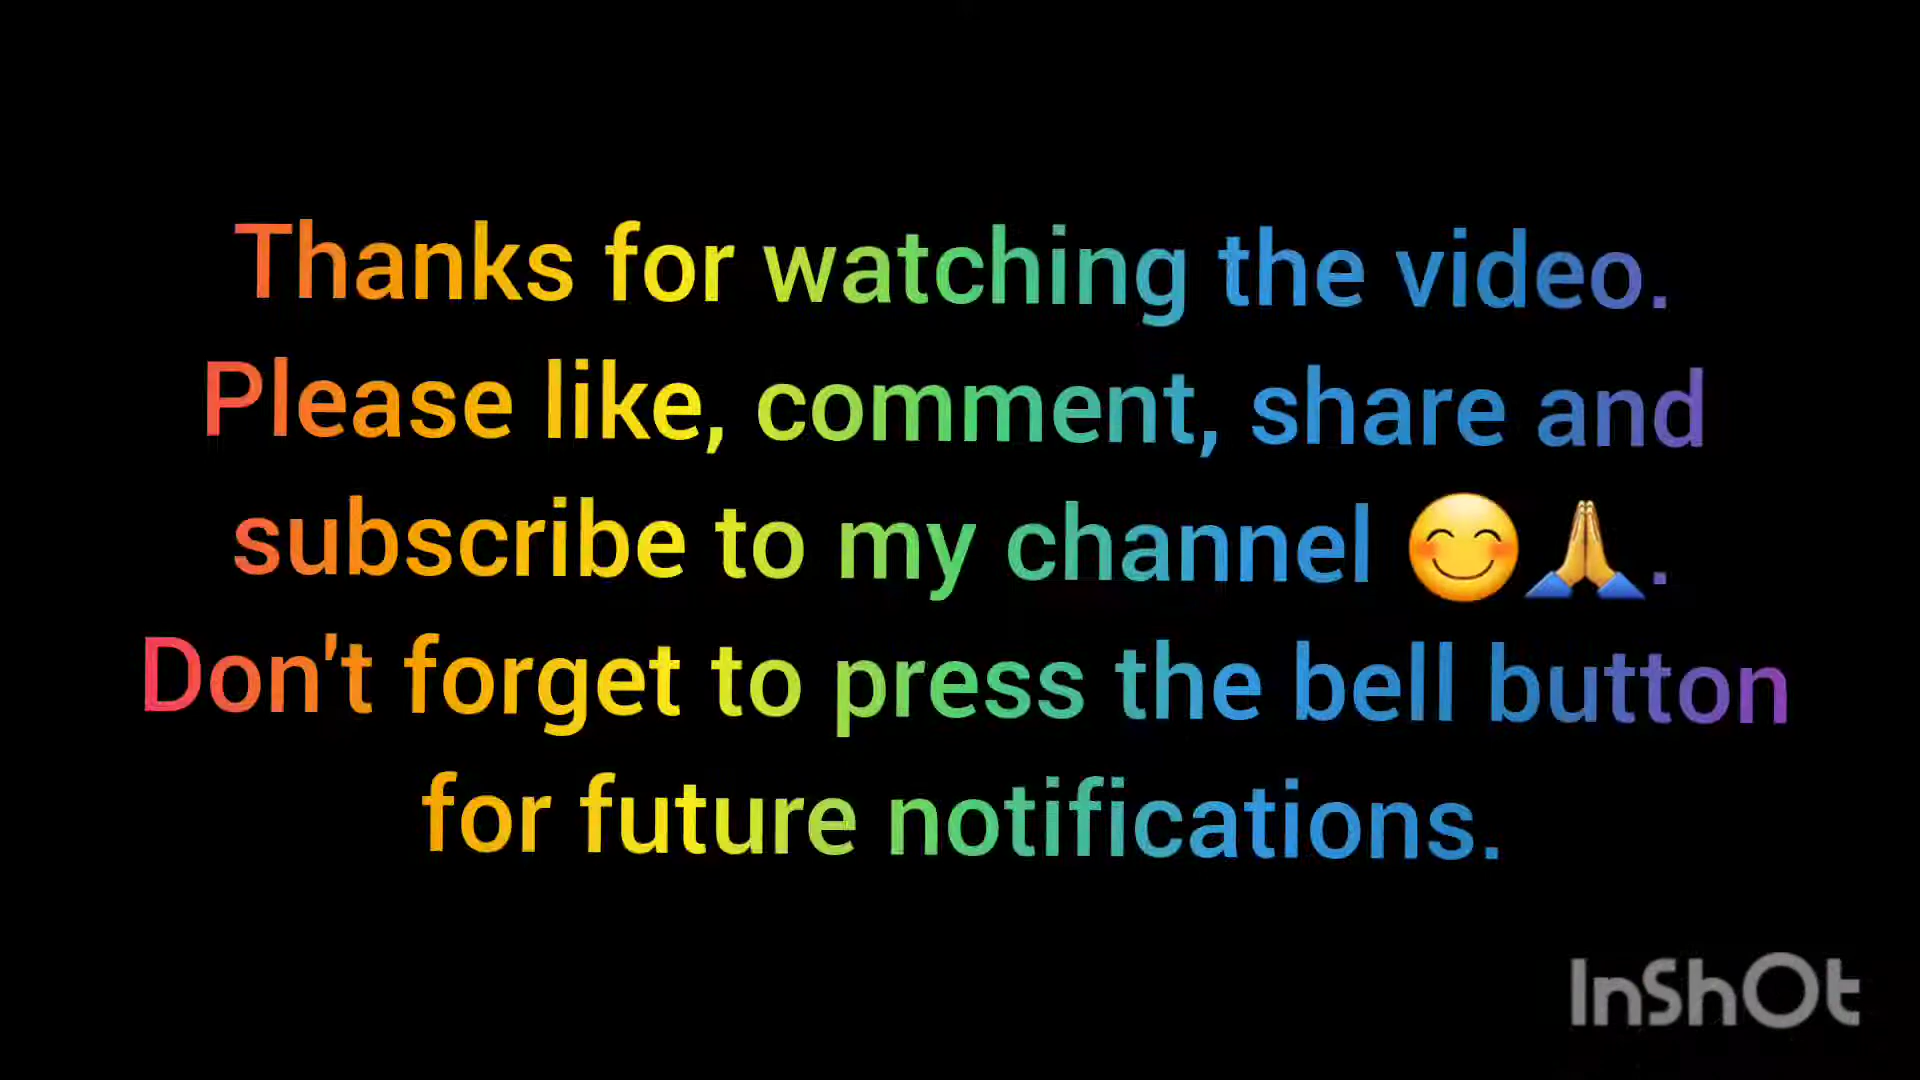 Thanks for watching the video.
Please like, comment, share and
subscribe to my channel 😊🙏.
Don't forget to press the bell button
for future notifications.
InShOt